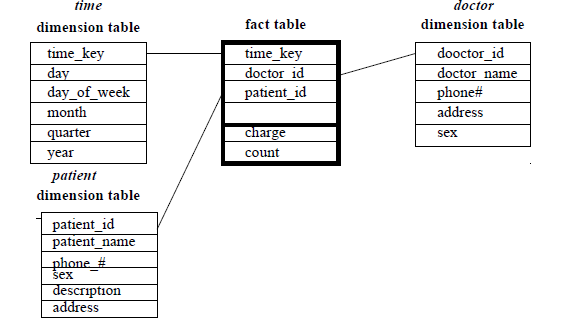 time
dimension table
time_key
day
day_of_week
month
quarter
year
fact table
time_key
doctor_id
patient_id
charge
count
doctor
dimension table
dooctor_id
doctor_name
phone#
address
sex
patient
dimension table
patient_id
patient_name
phone_#
sex
description
address